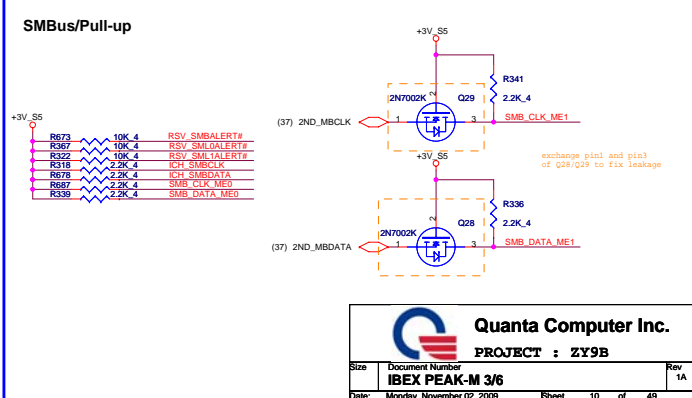 SMBus/Pull-up
+3V_S5
R673 10K_4 RSV_SMBALERT#
R367 10K_4 RSV_SML0ALERT#
R322 10K_4 RSV_SML1ALERT#
R318 2.2K_4 ICH_SMBCLK
R678 2.2K_4 ICH_SMBDATA
R687 2.2K_4 SMB_CLK_ME0
R339 2.2K_4 SMB_DATA_ME0
+3V_S5
R341
2.2K_4
2N7002K Q29
2
(37) 2ND_MBCLK 1 3 SMB_CLK_ME1
exchange pin1 and pin3
of Q28/Q29 to fix leakage
+3V_S5
R336
2.2K_4
2N7002K Q28
2
(37) 2ND_MBDATA 1 3 SMB_DATA_ME1
Quanta Computer Inc.
PROJECT : ZY9B
Size Document Number Rev
IBEX PEAK-M 3/6 1A
Date: Monday, November 02, 2009 Sheet 10 of 49